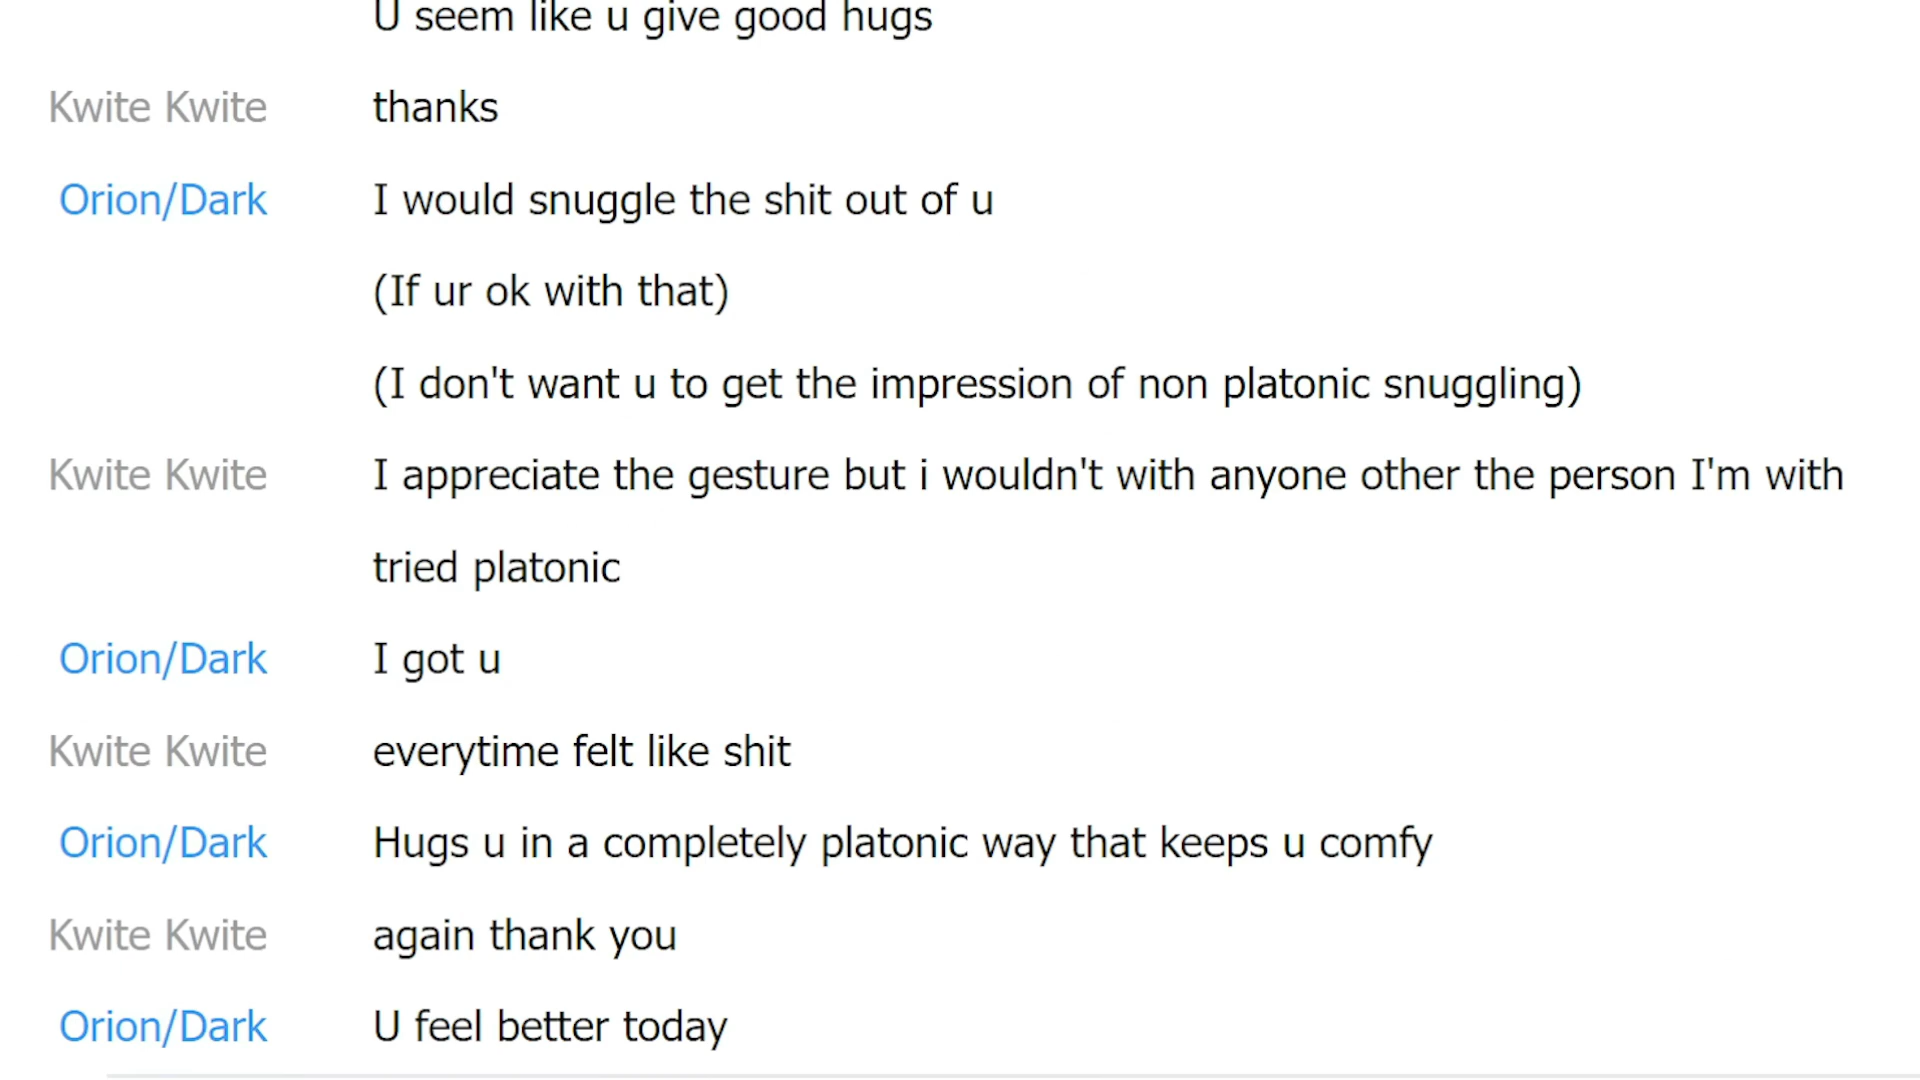 U seem like u give good hugs
Kwite Kwite thanks
Orion/Dark I would snuggle the shit out of u
(If ur ok with that)
(I don't want u to get the impression of non platonic snuggling)
Kwite Kwite I appreciate the gesture but i wouldn't with anyone other the person I'm with
tried platonic
Orion/Dark I got u
Kwite Kwite everytime felt like shit
Orion/Dark Hugs u in a completely platonic way that keeps u comfy
Kwite Kwite again thank you
Orion/Dark U feel better today